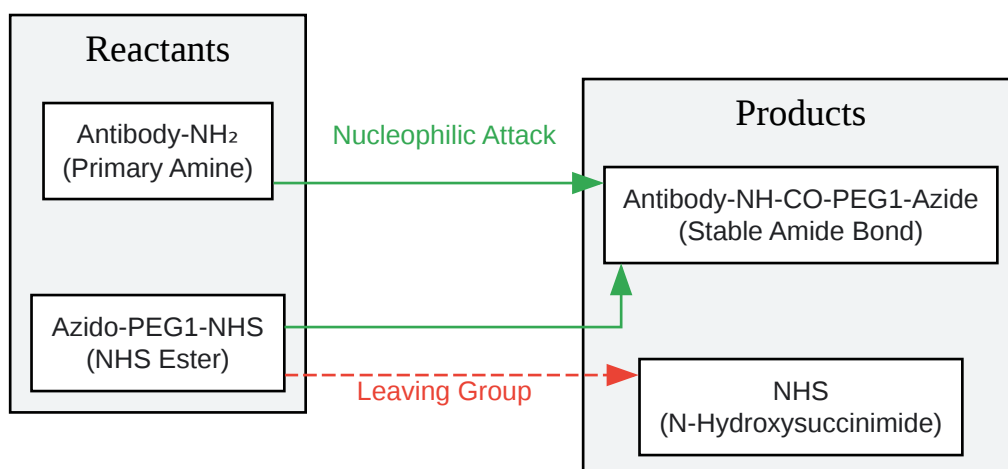 Reactants
Antibody-NH₂
(Primary Amine)
Azido-PEG1-NHS
(NHS Ester)
Nucleophilic Attack
Leaving Group
Products
Antibody-NH-CO-PEG1-Azide
(Stable Amide Bond)
NHS
(N-Hydroxysuccinimide)